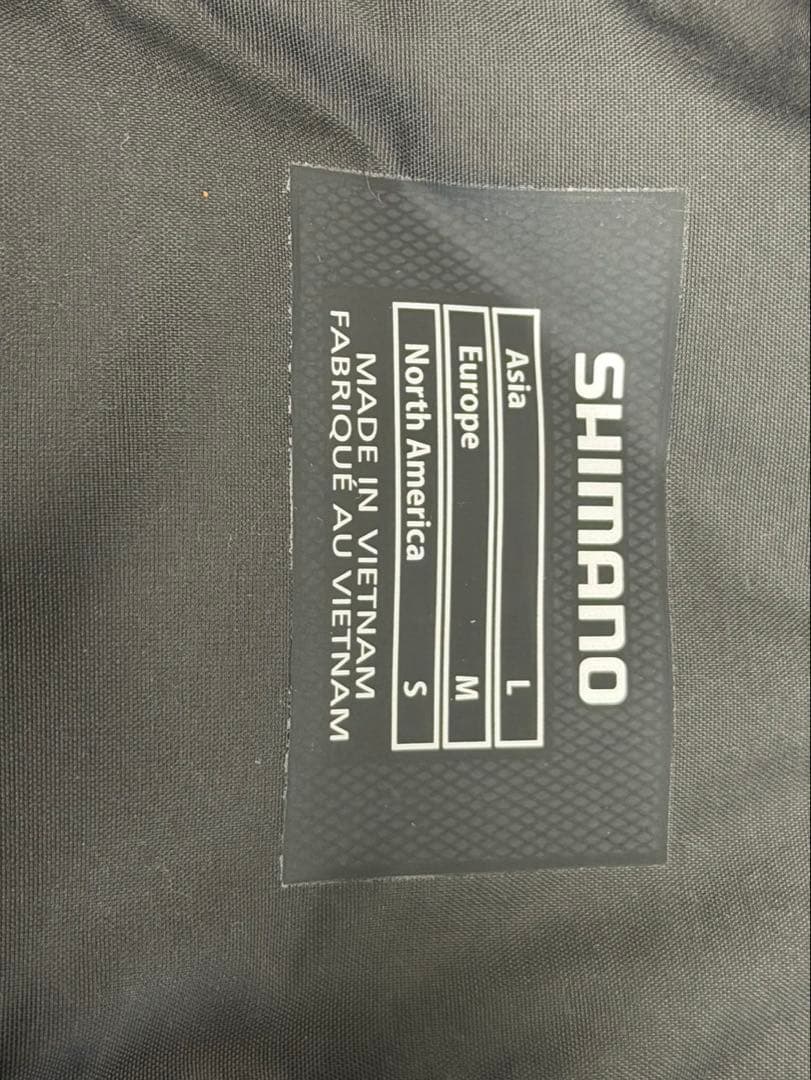 SHIMANO
Asia L
Europe M
North America S
MADE IN VIETNAM
FABRIQUÉ AU VIETNAM